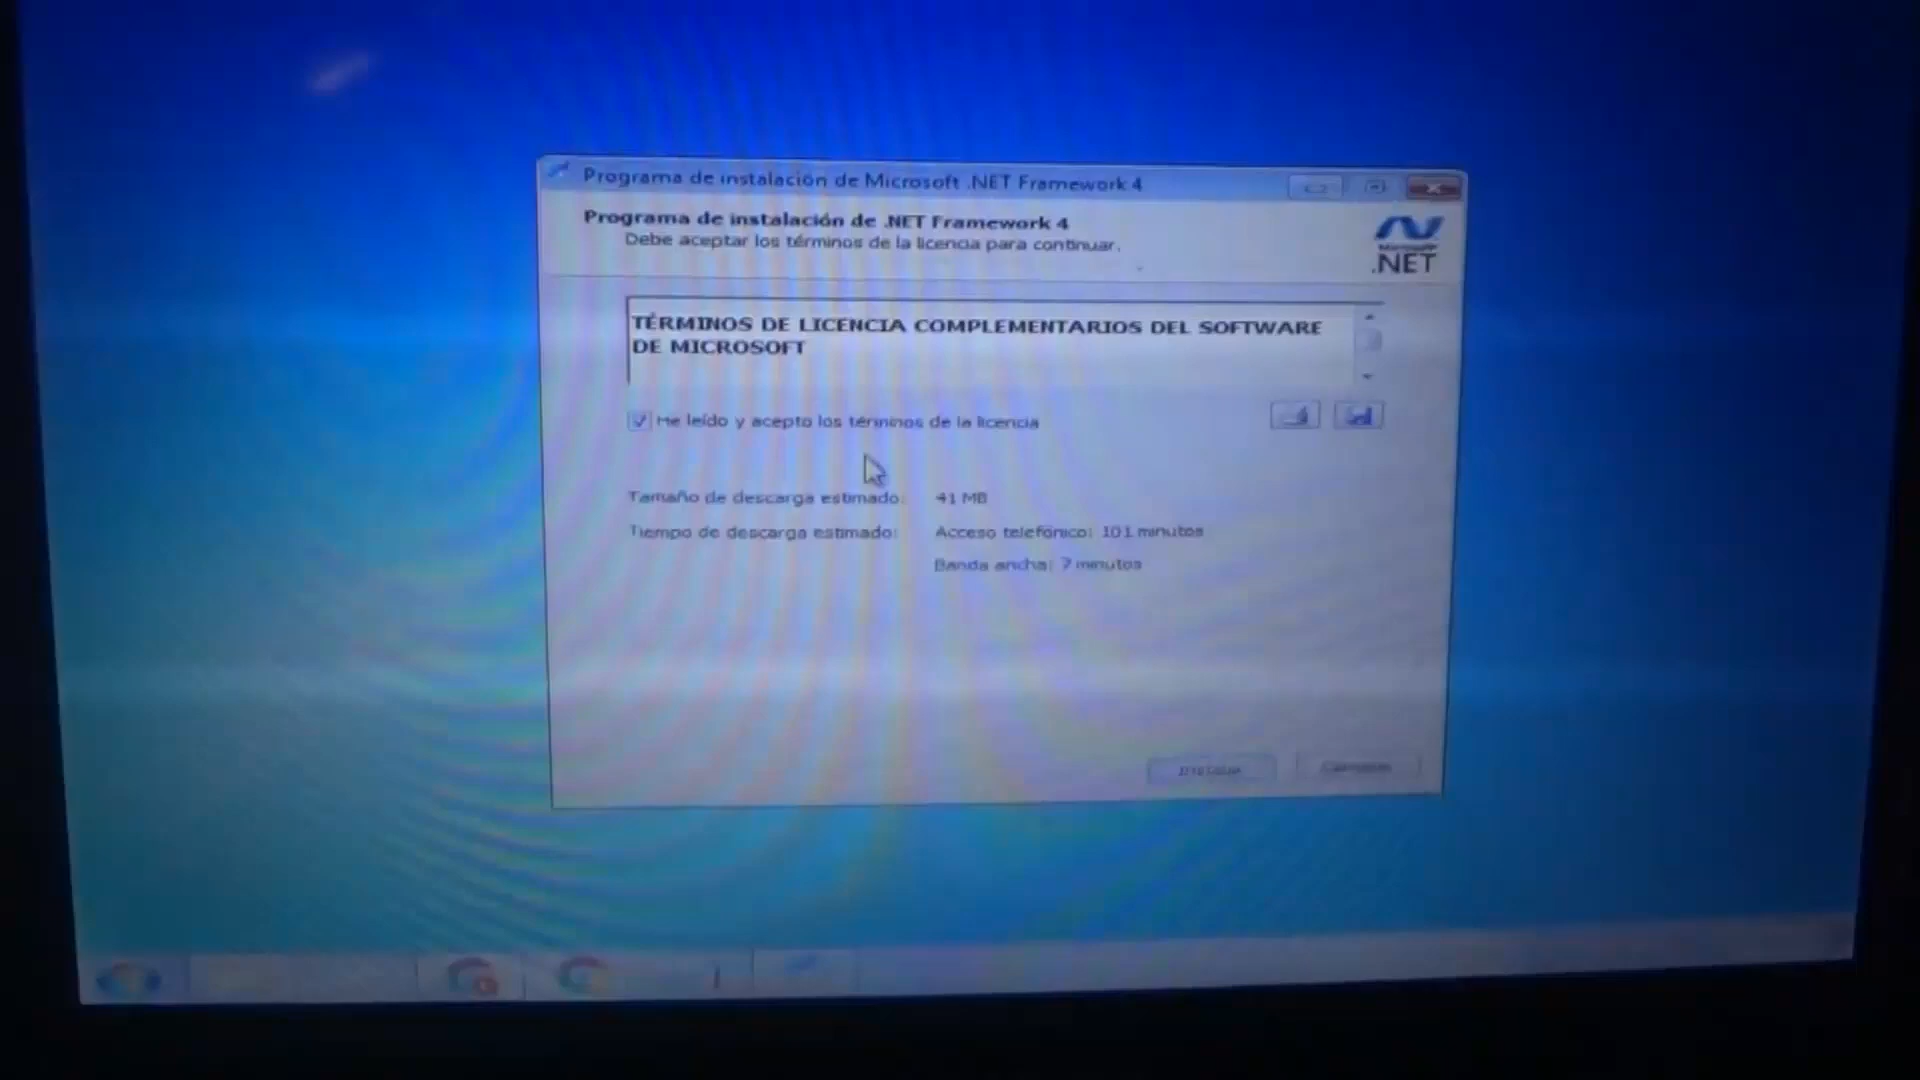 Programa de instalación de Microsoft .NET Framework 4
Programa de instalación de .NET Framework 4
Debe aceptar los términos de la licencia para continuar.
Microsoft
.NET
TÉRMINOS DE LICENCIA COMPLEMENTARIOS DEL SOFTWARE
DE MICROSOFT
He leído y acepto los términos de la licencia
Tamaño de descarga estimado: 41 MB
Tiempo de descarga estimado: Acceso telefónico: 101 minutos
Banda ancha: 7 minutos
Instalar Cancelar